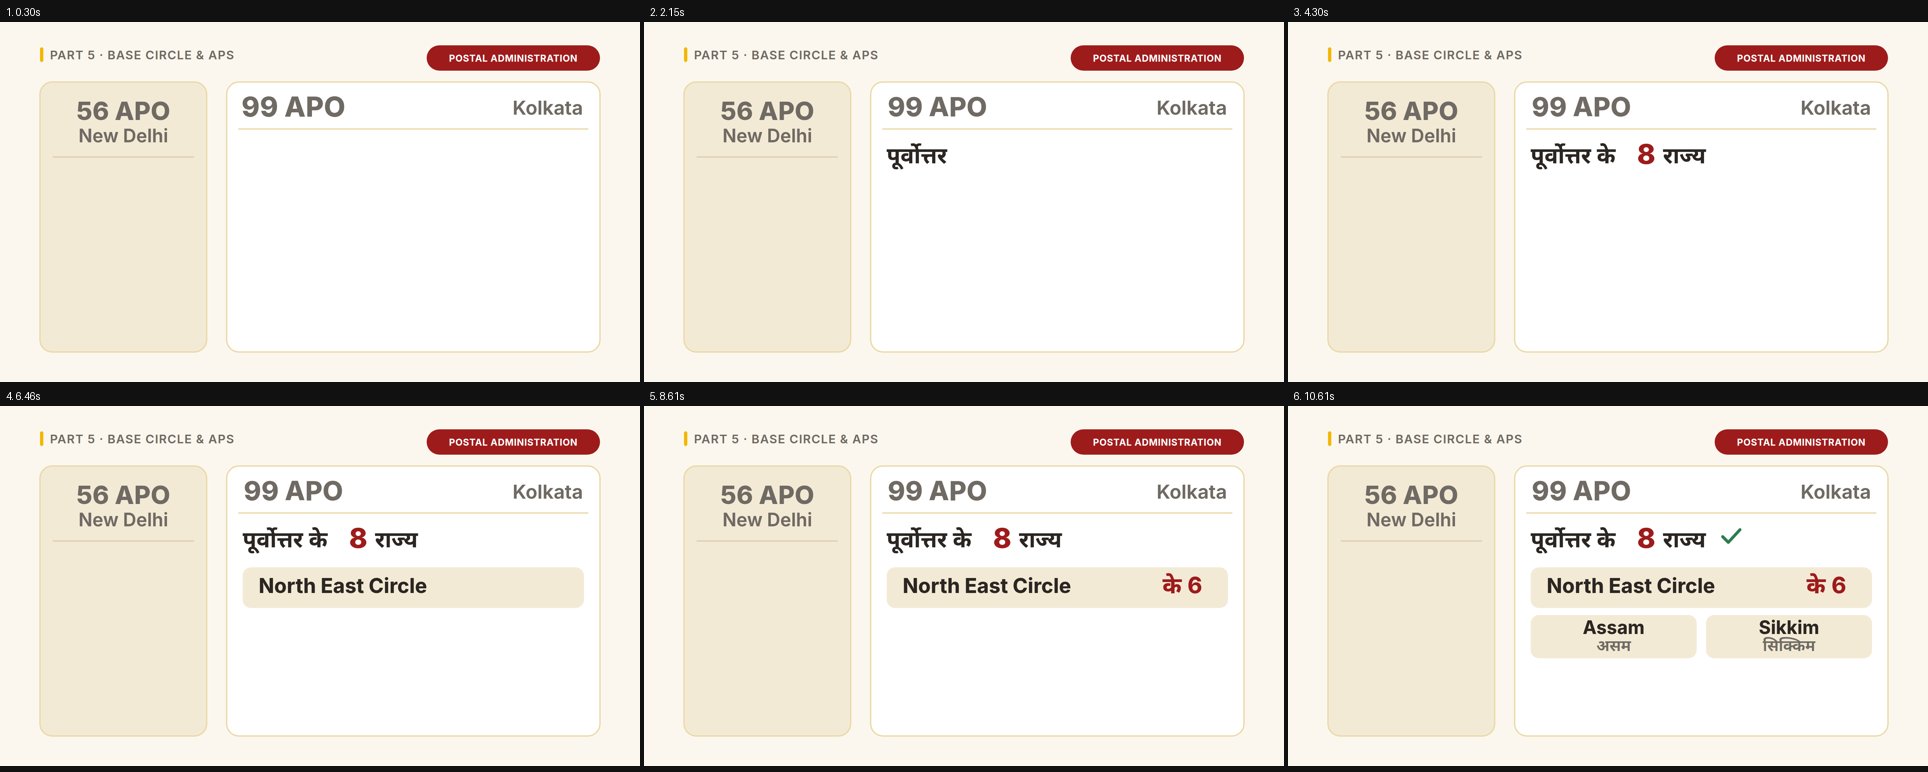 1. 0.30s
PART 5 · BASE CIRCLE & APS
POSTAL ADMINISTRATION
56 APO
New Delhi
99 APO
Kolkata
2. 2.15s
PART 5 · BASE CIRCLE & APS
POSTAL ADMINISTRATION
56 APO
New Delhi
99 APO
Kolkata
पूर्वोत्तर
3. 4.30s
PART 5 · BASE CIRCLE & APS
POSTAL ADMINISTRATION
56 APO
New Delhi
99 APO
Kolkata
पूर्वोत्तर के 8 राज्य
4. 6.46s
PART 5 · BASE CIRCLE & APS
POSTAL ADMINISTRATION
56 APO
New Delhi
99 APO
Kolkata
पूर्वोत्तर के 8 राज्य
North East Circle
5. 8.61s
PART 5 · BASE CIRCLE & APS
POSTAL ADMINISTRATION
56 APO
New Delhi
99 APO
Kolkata
पूर्वोत्तर के 8 राज्य
North East Circle के 6
6. 10.61s
PART 5 · BASE CIRCLE & APS
POSTAL ADMINISTRATION
56 APO
New Delhi
99 APO
Kolkata
पूर्वोत्तर के 8 राज्य ✓
North East Circle के 6
Assam
असम
Sikkim
सिक्किम